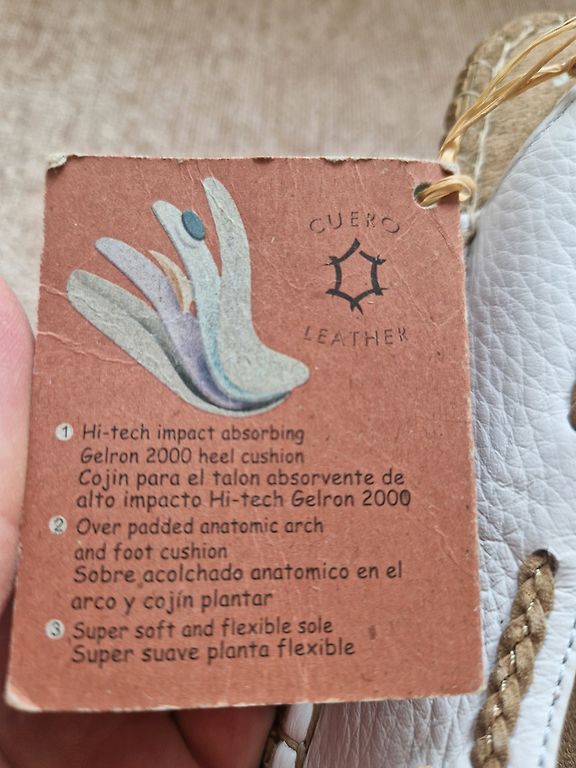 CUERO
LEATHER
1 Hi-tech impact absorbing
Gelron 2000 heel cushion
Cojin para el talon absorvente de
alto impacto Hi-tech Gelron 2000
2 Over padded anatomic arch
and foot cushion
Sobre acolchado anatomico en el
arco y cojín plantar
3 Super soft and flexible sole
Super suave planta flexible